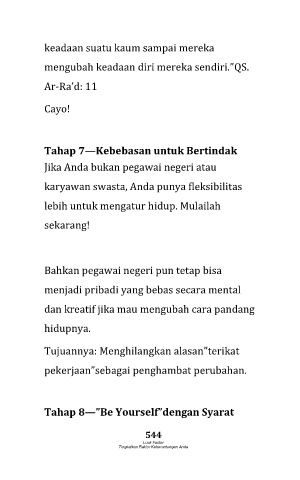 keadaan suatu kaum sampai mereka
mengubah keadaan diri mereka sendiri."QS.
Ar-Ra'd: 11
Cayo!
Tahap 7—Kebebasan untuk Bertindak
Jika Anda bukan pegawai negeri atau
karyawan swasta, Anda punya fleksibilitas
lebih untuk mengatur hidup. Mulailah
sekarang!
Bahkan pegawai negeri pun tetap bisa
menjadi pribadi yang bebas secara mental
dan kreatif jika mau mengubah cara pandang
hidupnya.
Tujuannya: Menghilangkan alasan"terikat
pekerjaan"sebagai penghambat perubahan.
Tahap 8—"Be Yourself"dengan Syarat
544
Luck Factor
Tingkatkan Faktor Keberuntungan Anda